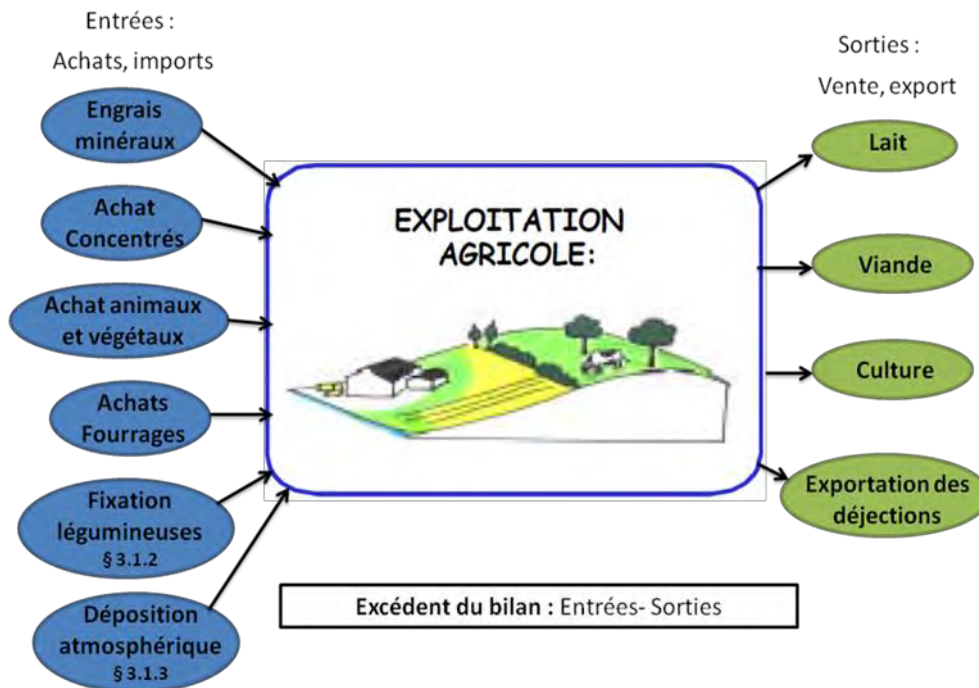 Entrées :
Achats, imports
Engrais
minéraux
Achat
Concentrés
Achat animaux
et végétaux
Achats
Fourrages
Fixation
légumineuses
§ 3.1.2
Déposition
atmosphérique
§ 3.1.3
EXPLOITATION
AGRICOLE:
Excédent du bilan : Entrées- Sorties
Sorties :
Vente, export
Lait
Viande
Culture
Exportation des
déjections